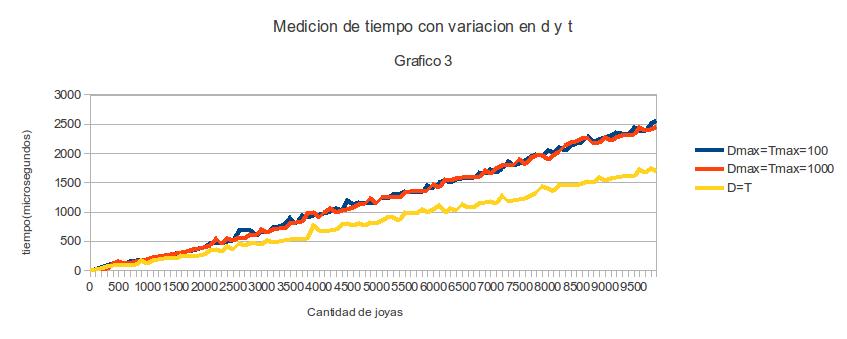 Medicion de tiempo con variacion en d y t
Grafico 3
3000
2500
2000
1500
1000
500
0
tiempo(microsegundos)
0 500 1000 1500 2000 2500 3000 3500 4000 4500 5000 5500 6000 6500 7000 7500 8000 8500 9000 9500
Cantidad de joyas
Dmax=Tmax=100
Dmax=Tmax=1000
D=T